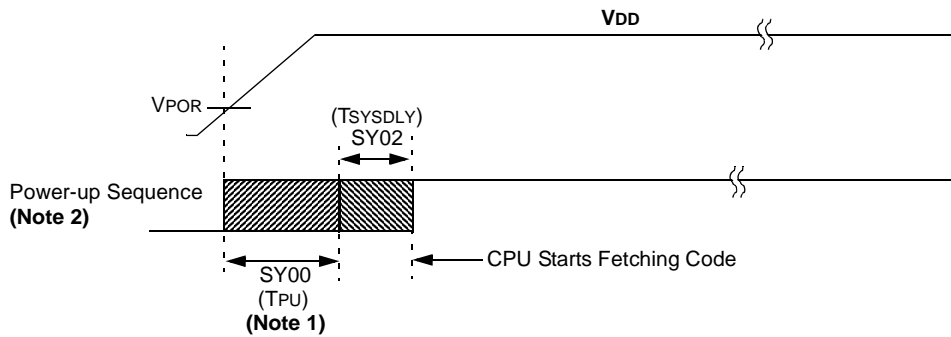 VDD
VPOR
(TSYSDLY)
SY02
Power-up Sequence
(Note 2)
CPU Starts Fetching Code
SY00
(TPU)
(Note 1)